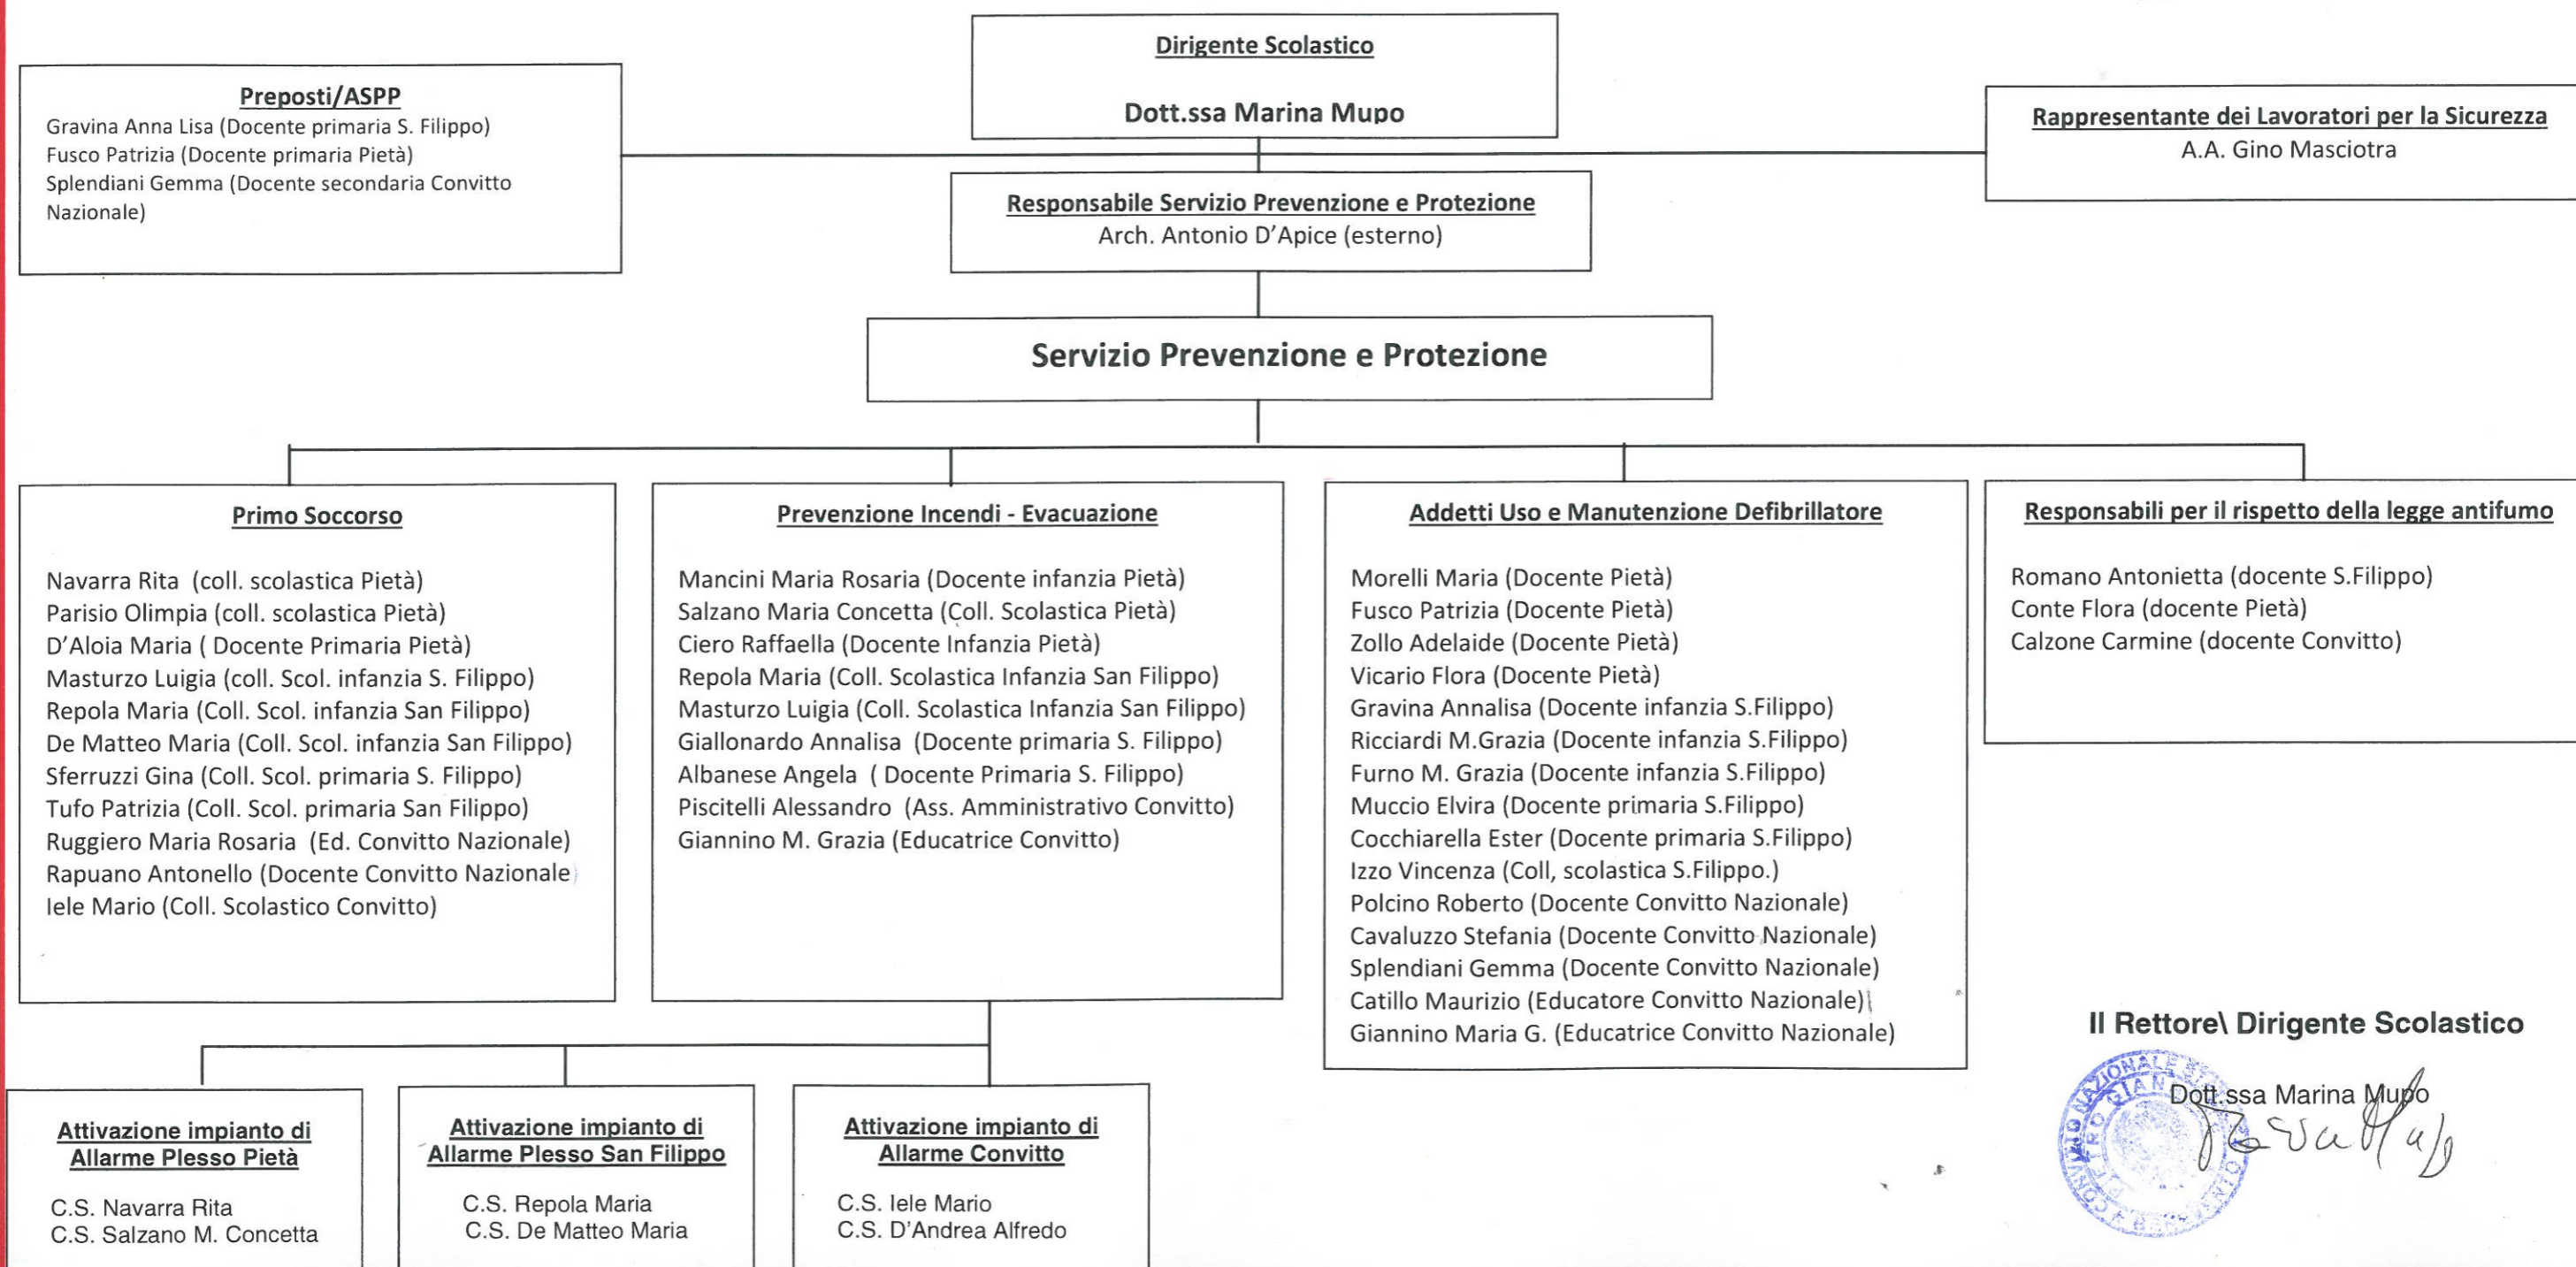 Dirigente Scolastico
Dott.ssa Marina Mupo
Preposti/ASPP
Gravina Anna Lisa (Docente primaria S. Filippo)
Fusco Patrizia (Docente primaria Pietà)
Splendiani Gemma (Docente secondaria Convitto
Nazionale)
Rappresentante dei Lavoratori per la Sicurezza
A.A. Gino Masciotra
Responsabile Servizio Prevenzione e Protezione
Arch. Antonio D'Apice (esterno)
Servizio Prevenzione e Protezione
Primo Soccorso
Navarra Rita (coll. scolastica Pietà)
Parisio Olimpia (coll. scolastica Pietà)
D'Aloia Maria ( Docente Primaria Pietà)
Masturzo Luigia (coll. Scol. infanzia S. Filippo)
Repola Maria (Coll. Scol. infanzia San Filippo)
De Matteo Maria (Coll. Scol. infanzia San Filippo)
Sferruzzi Gina (Coll. Scol. primaria S. Filippo)
Tufo Patrizia (Coll. Scol. primaria San Filippo)
Ruggiero Maria Rosaria (Ed. Convitto Nazionale)
Rapuano Antonello (Docente Convitto Nazionale)
Iele Mario (Coll. Scolastico Convitto)
Prevenzione Incendi - Evacuazione
Mancini Maria Rosaria (Docente infanzia Pietà)
Salzano Maria Concetta (Coll. Scolastica Pietà)
Ciero Raffaella (Docente Infanzia Pietà)
Repola Maria (Coll. Scolastica Infanzia San Filippo)
Masturzo Luigia (Coll. Scolastica Infanzia San Filippo)
Giallonardo Annalisa (Docente primaria S. Filippo)
Albanese Angela ( Docente Primaria S. Filippo)
Piscitelli Alessandro (Ass. Amministrativo Convitto)
Giannino M. Grazia (Educatrice Convitto)
Addetti Uso e Manutenzione Defibrillatore
Morelli Maria (Docente Pietà)
Fusco Patrizia (Docente Pietà)
Zollo Adelaide (Docente Pietà)
Vicario Flora (Docente Pietà)
Gravina Annalisa (Docente infanzia S.Filippo)
Ricciardi M.Grazia (Docente infanzia S.Filippo)
Furno M. Grazia (Docente infanzia S.Filippo)
Muccio Elvira (Docente primaria S.Filippo)
Cocchiarella Ester (Docente primaria S.Filippo)
Izzo Vincenza (Coll, scolastica S.Filippo.)
Polcino Roberto (Docente Convitto Nazionale)
Cavaluzzo Stefania (Docente Convitto Nazionale)
Splendiani Gemma (Docente Convitto Nazionale)
Catillo Maurizio (Educatore Convitto Nazionale)
Giannino Maria G. (Educatrice Convitto Nazionale)
Responsabili per il rispetto della legge antifumo
Romano Antonietta (docente S.Filippo)
Conte Flora (docente Pietà)
Calzone Carmine (docente Convitto)
Attivazione impianto di
Allarme Plesso Pietà
C.S. Navarra Rita
C.S. Salzano M. Concetta
Attivazione impianto di
Allarme Plesso San Filippo
C.S. Repola Maria
C.S. De Matteo Maria
Attivazione impianto di
Allarme Convitto
C.S. Iele Mario
C.S. D'Andrea Alfredo
Il Rettore\ Dirigente Scolastico
Dott.ssa Marina Mupo
CONVITTO NAZIONALE
PIETRO